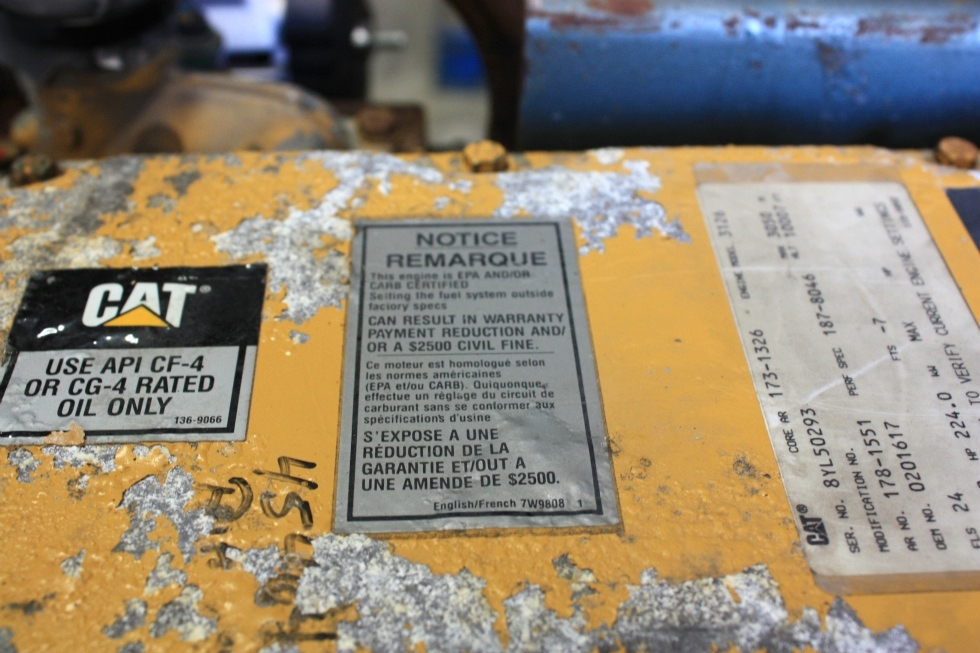 CAT®
USE API CF-4
OR CG-4 RATED
OIL ONLY
136-9066
NOTICE
REMARQUE
This engine is EPA AND/OR
CARB CERTIFIED
Setting the fuel system outside
factory specs
CAN RESULT IN WARRANTY
PAYMENT REDUCTION AND/
OR A $2500 CIVIL FINE.
Ce moteur est homologué selon
les normes américaines
(EPA et/ou CARB). Quiconque,
effectue un réglage du circuit de
carburant sans se conformer aux
spécifications d'usine
S'EXPOSE A UNE
RÉDUCTION DE LA
GARANTIE ET/OUT A
UNE AMENDE DE $2500.
English/French 7W9808 1
CAT®
SER. NO. 8YL50293 CORE AR 173-1326 ENGINE MODEL 3126
MODIFICATION NO.
178-1551 PERF SPEC 187-8046
AR NO. 0201617 FTS -7
OEM NO. HP MAX
FLS 24 HP 224.0 KW
TO VERIFY CURRENT ENGINE SETTINGS